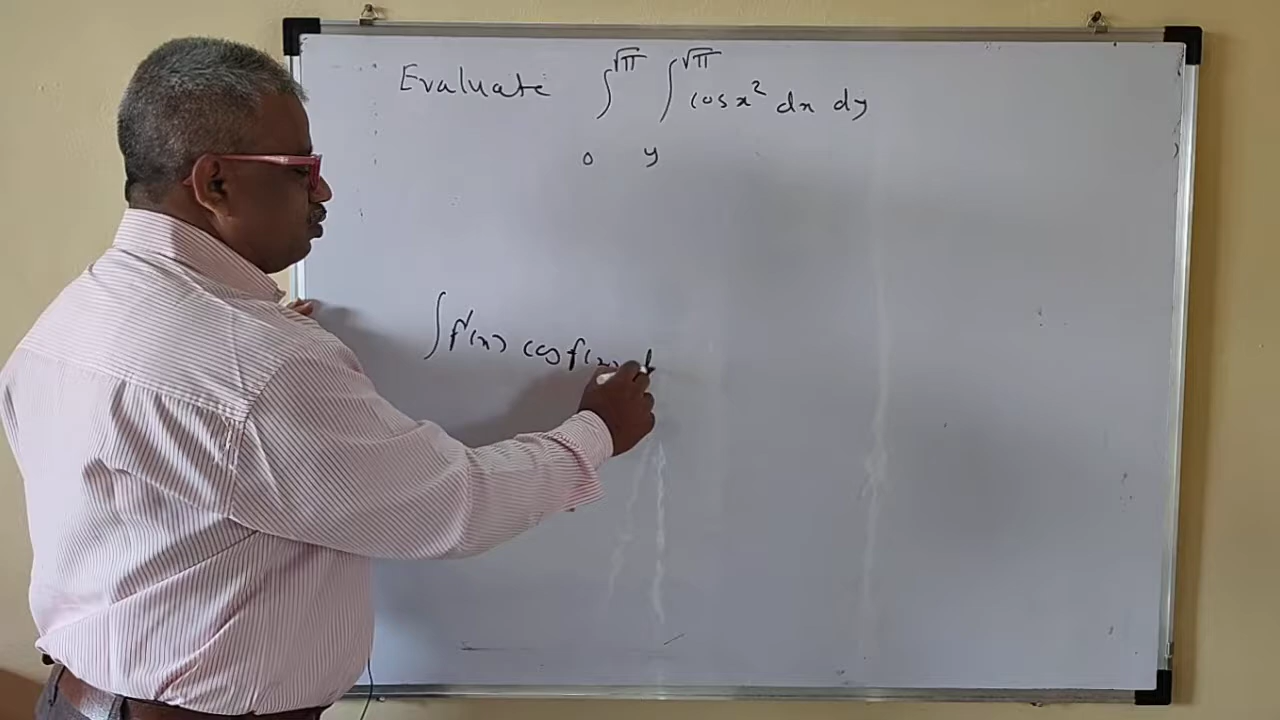 Evaluate ∫₀^√π ∫_y^√π cos x² dx dy
∫ f'(x) cos f(x) d